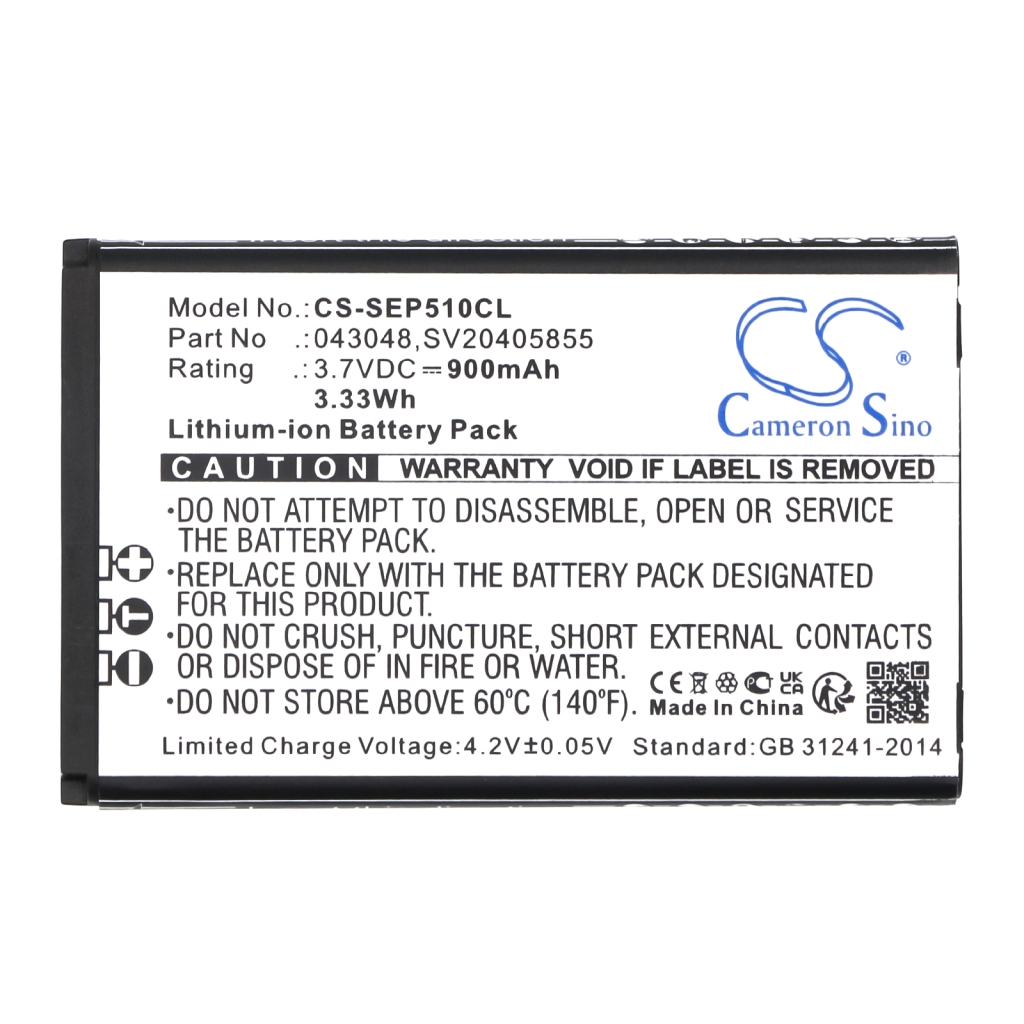 Model No.:CS-SEP510CL
Part No .:043048,SV20405855
Rating .:3.7VDC⎓900mAh
3.33Wh
Lithium-ion Battery Pack
CS®
Cameron Sino
CAUTION WARRANTY VOID IF LABEL IS REMOVED
·DO NOT ATTEMPT TO DISASSEMBLE, OPEN OR SERVICE
THE BATTERY PACK.
·REPLACE ONLY WITH THE BATTERY PACK DESIGNATED
FOR THIS PRODUCT.
·DO NOT CRUSH, PUNCTURE, SHORT EXTERNAL CONTACTS
OR DISPOSE OF IN FIRE OR WATER.
·DO NOT STORE ABOVE 60°C (140°F).
+
T
-
CE UKCA
Made In China
Limited Charge Voltage:4.2V±0.05V Standard:GB 31241-2014